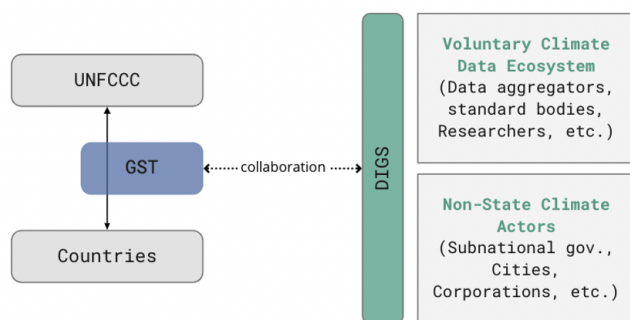 UNFCCC
GST
Countries
collaboration
DIGS
Voluntary Climate
Data Ecosystem
(Data aggregators,
standard bodies,
Researchers, etc.)
Non-State Climate
Actors
(Subnational gov.,
Cities,
Corporations, etc.)